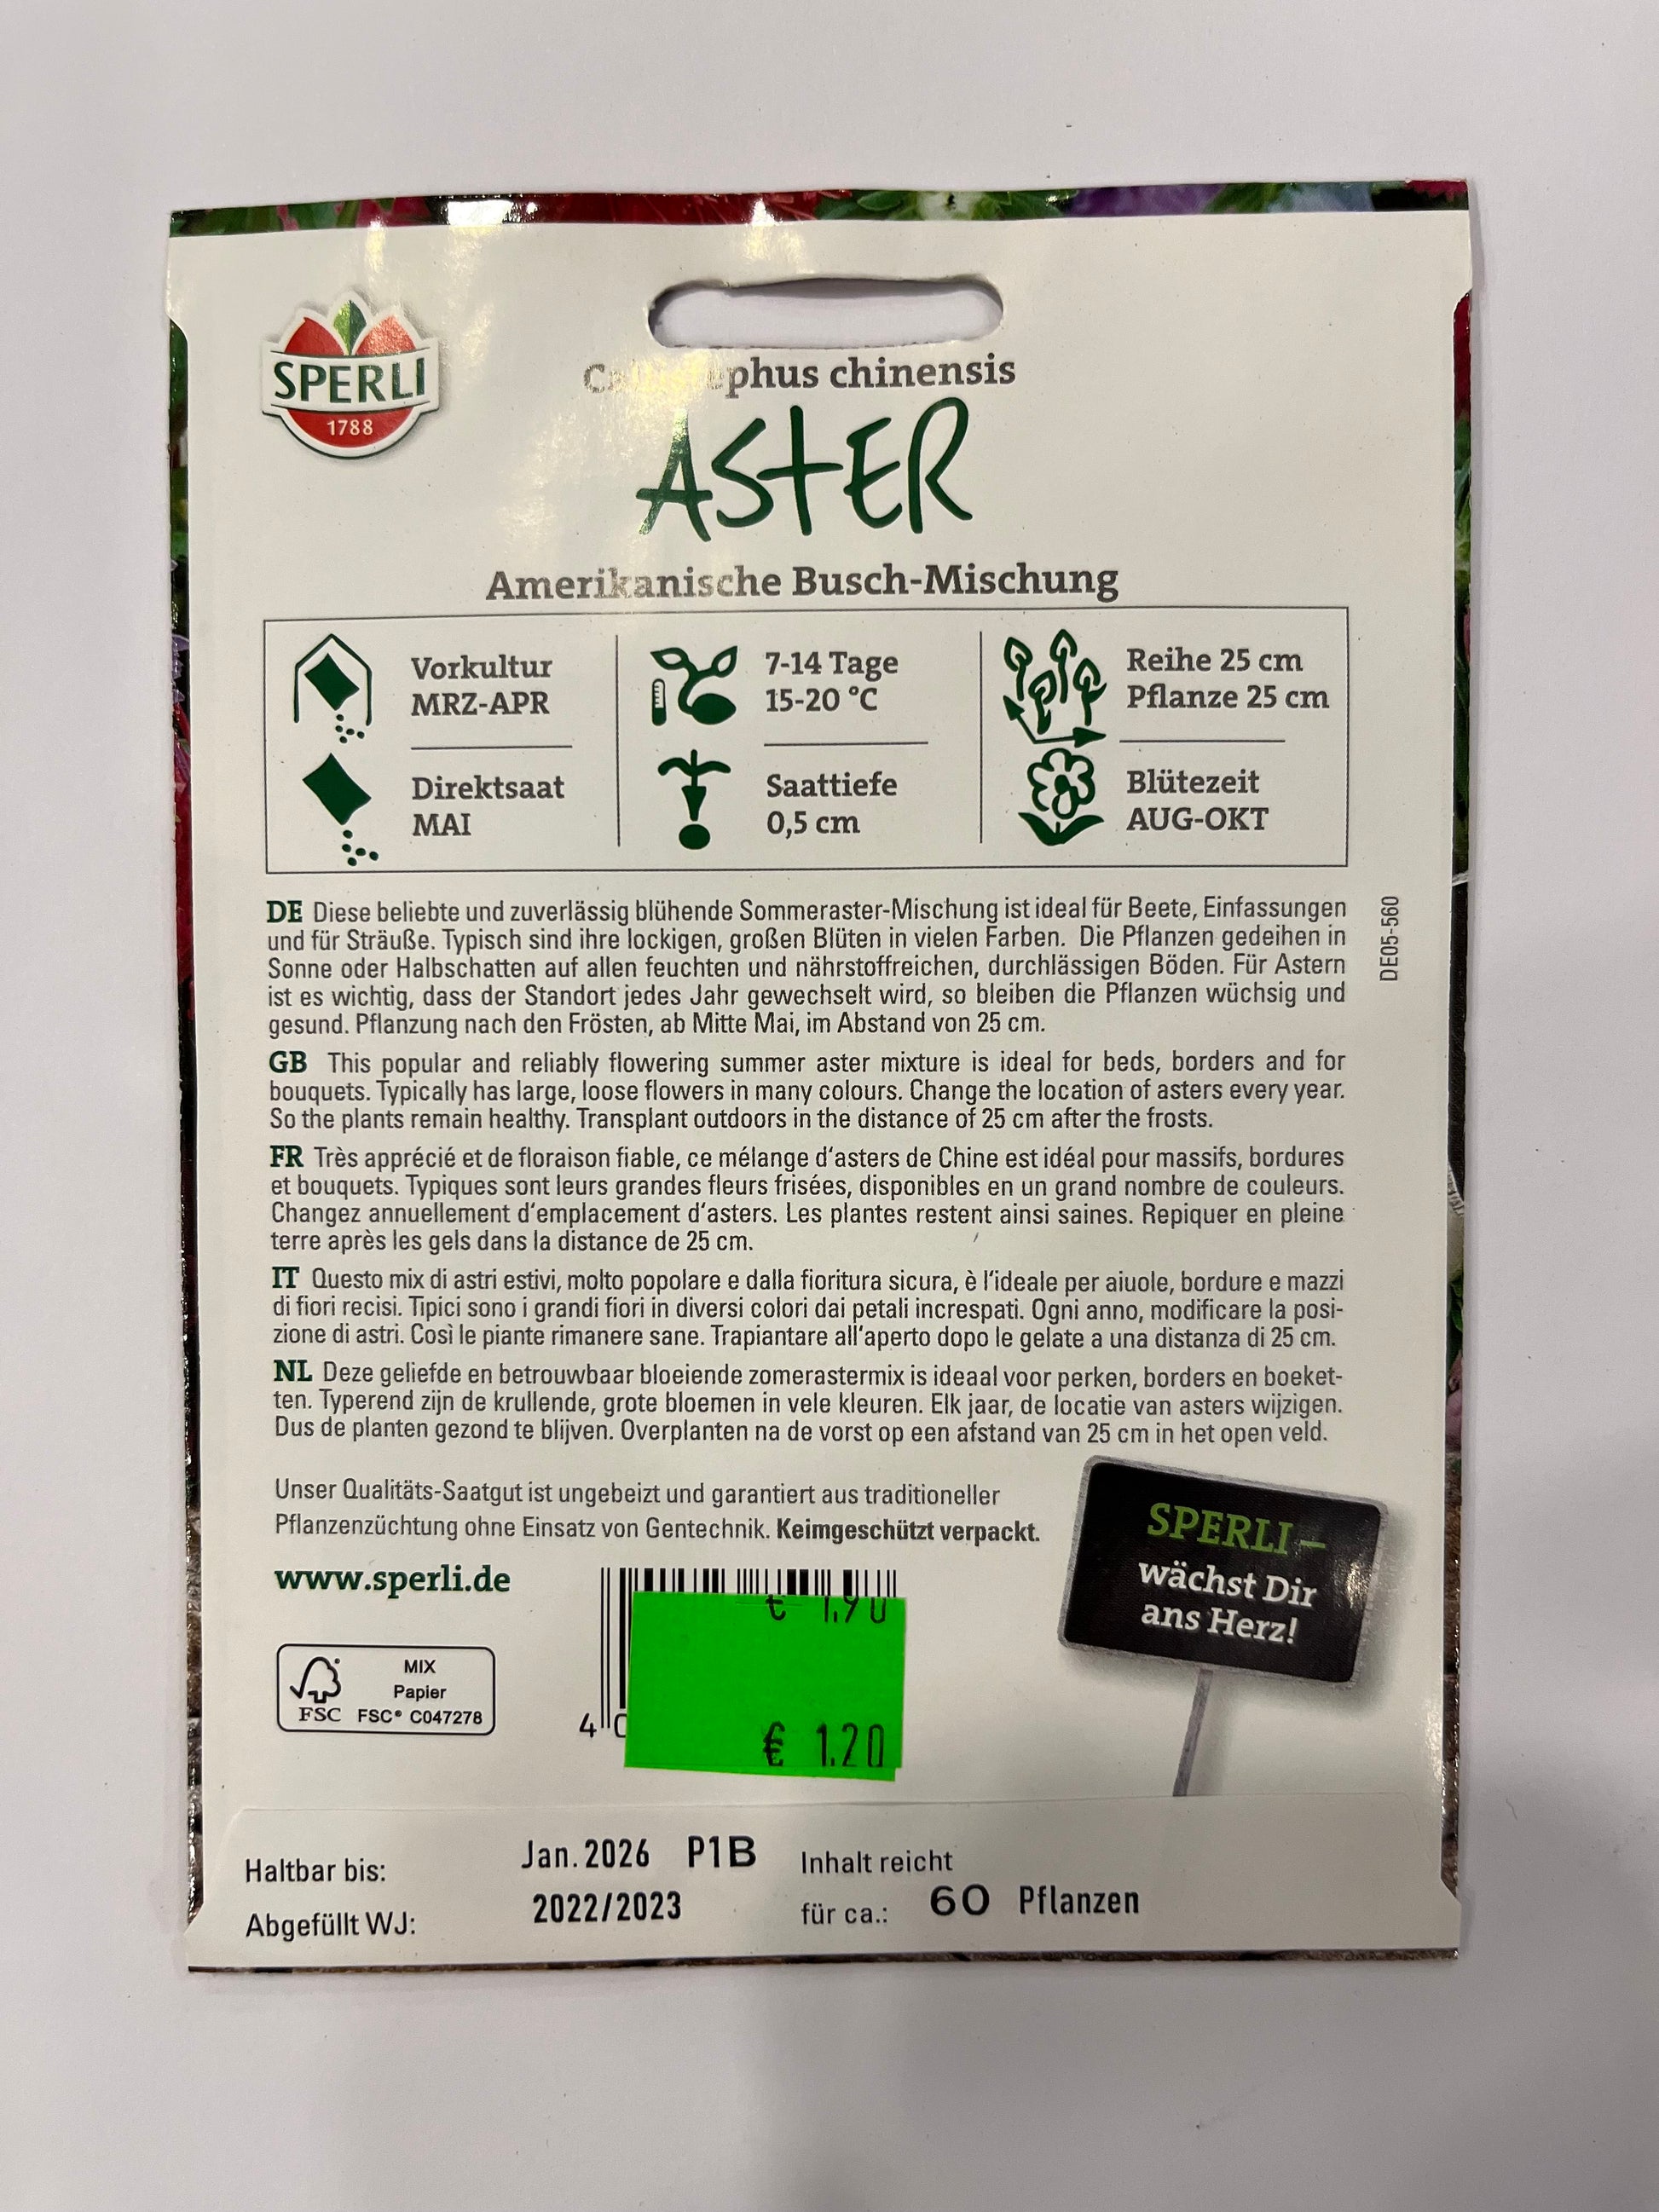 SPERLI
1788
chinensis
ASTER
Amerikanische Busch-Mischung
Vorkultur
MRZ-APR
7-14 Tage
15-20 °C
Reihe 25 cm
Pflanze 25 cm
Direktsaat
MAI
Saattiefe
0,5 cm
Blütezeit
AUG-OKT
DE Diese beliebte und zuverlässig blühende Sommeraster-Mischung ist ideal für Beete, Einfassungen
und für Sträuße. Typisch sind ihre lockigen, großen Blüten in vielen Farben. Die Pflanzen gedeihen in
Sonne oder Halbschatten auf allen feuchten und nährstoffreichen, durchlässigen Böden. Für Astern
ist es wichtig, dass der Standort jedes Jahr gewechselt wird, so bleiben die Pflanzen wüchsig und
gesund. Pflanzung nach den Frösten, ab Mitte Mai, im Abstand von 25 cm.
DE05-560
GB This popular and reliably flowering summer aster mixture is ideal for beds, borders and for
bouquets. Typically has large, loose flowers in many colours. Change the location of asters every year.
So the plants remain healthy. Transplant outdoors in the distance of 25 cm after the frosts.
FR Très apprécié et de floraison fiable, ce mélange d'asters de Chine est idéal pour massifs, bordures
et bouquets. Typiques sont leurs grandes fleurs frisées, disponibles en un grand nombre de couleurs.
Changez annuellement d'emplacement d'asters. Les plantes restent ainsi saines. Repiquer en pleine
terre après les gels dans la distance de 25 cm.
IT Questo mix di astri estivi, molto popolare e dalla fioritura sicura, è l'ideale per aiuole, bordure e mazzi
di fiori recisi. Tipici sono i grandi fiori in diversi colori dai petali increspati. Ogni anno, modificare la posi-
zione di astri. Così le piante rimanere sane. Trapiantare all'aperto dopo le gelate a una distanza di 25 cm.
NL Deze geliefde en betrouwbaar bloeiende zomerastermix is ideaal voor perken, borders en boeket-
ten. Typerend zijn de krullende, grote bloemen in vele kleuren. Elk jaar, de locatie van asters wijzigen.
Dus de planten gezond te blijven. Overplanten na de vorst op een afstand van 25 cm in het open veld.
Unser Qualitäts-Saatgut ist ungebeizt und garantiert aus traditioneller
Pflanzenzüchtung ohne Einsatz von Gentechnik. Keimgeschützt verpackt.
www.sperli.de
SPERLI –
wächst Dir
ans Herz!
€ 1.90
MIX
Papier
FSC FSC® C047278
4
€ 1.20
Haltbar bis: Jan. 2026 P1B
Abgefüllt WJ: 2022/2023
Inhalt reicht
für ca.: 60 Pflanzen